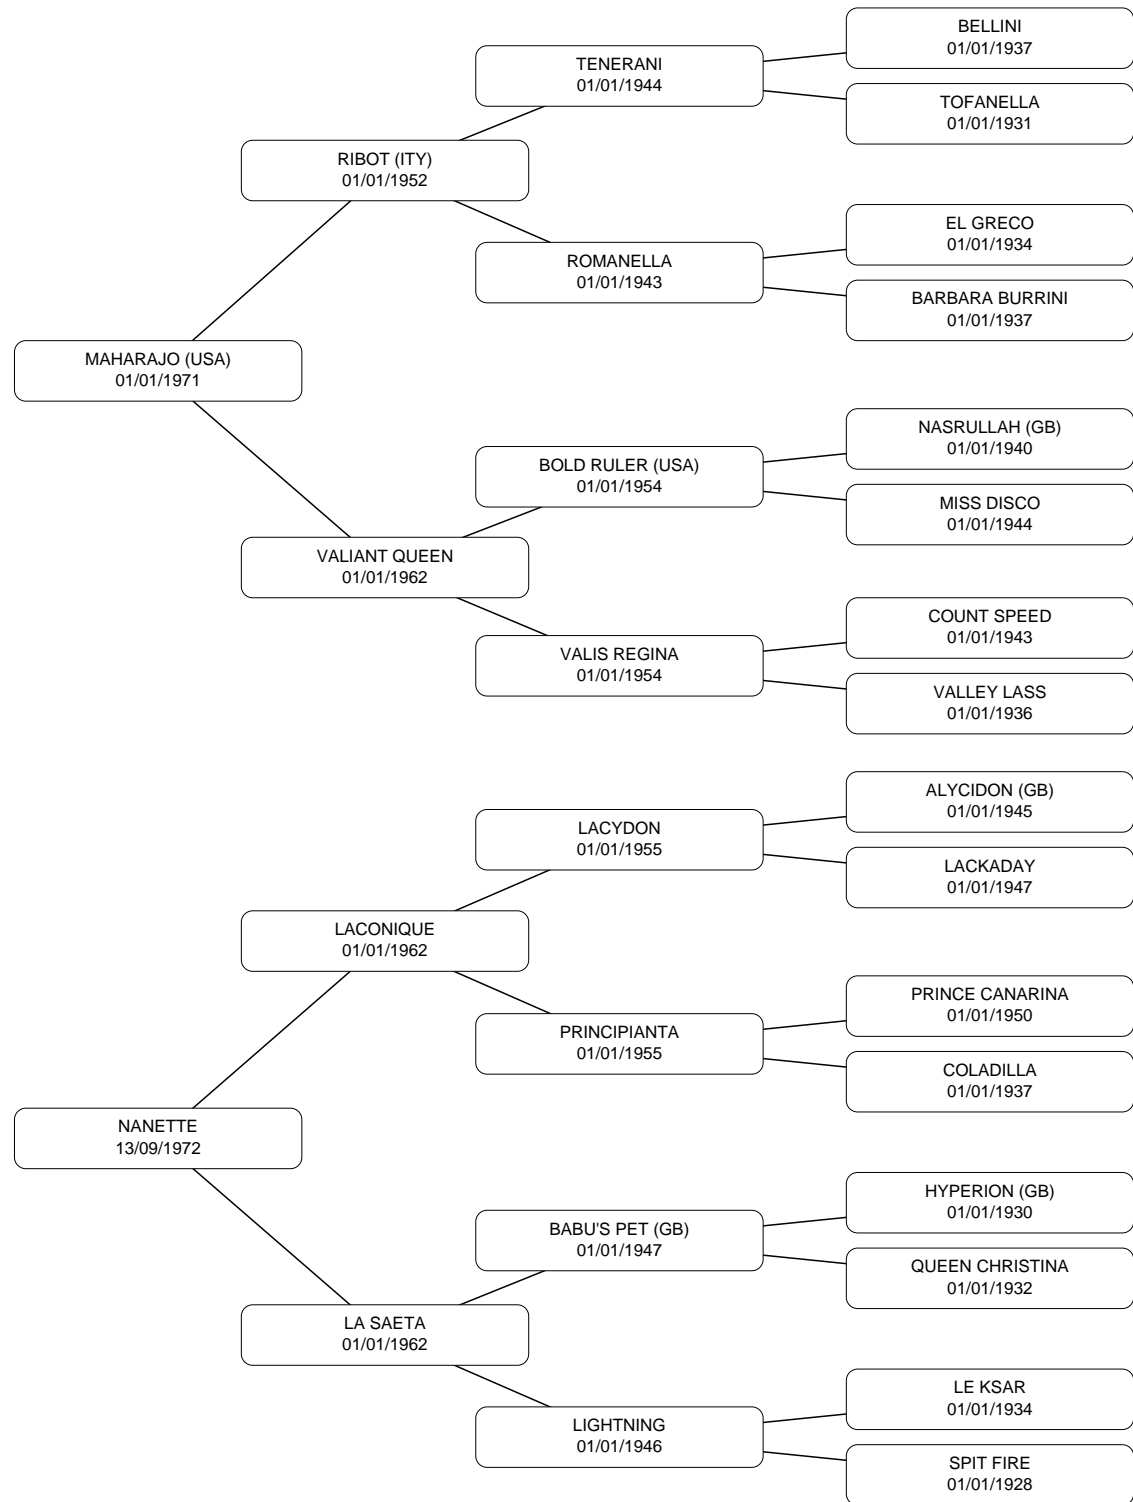 BELLINI
01/01/1937
TENERANI
01/01/1944
TOFANELLA
01/01/1931
RIBOT (ITY)
01/01/1952
EL GRECO
01/01/1934
ROMANELLA
01/01/1943
BARBARA BURRINI
01/01/1937
MAHARAJO (USA)
01/01/1971
NASRULLAH (GB)
01/01/1940
BOLD RULER (USA)
01/01/1954
MISS DISCO
01/01/1944
VALIANT QUEEN
01/01/1962
COUNT SPEED
01/01/1943
VALIS REGINA
01/01/1954
VALLEY LASS
01/01/1936
ALYCIDON (GB)
01/01/1945
LACYDON
01/01/1955
LACKADAY
01/01/1947
LACONIQUE
01/01/1962
PRINCE CANARINA
01/01/1950
PRINCIPIANTA
01/01/1955
COLADILLA
01/01/1937
NANETTE
13/09/1972
HYPERION (GB)
01/01/1930
BABU'S PET (GB)
01/01/1947
QUEEN CHRISTINA
01/01/1932
LA SAETA
01/01/1962
LE KSAR
01/01/1934
LIGHTNING
01/01/1946
SPIT FIRE
01/01/1928